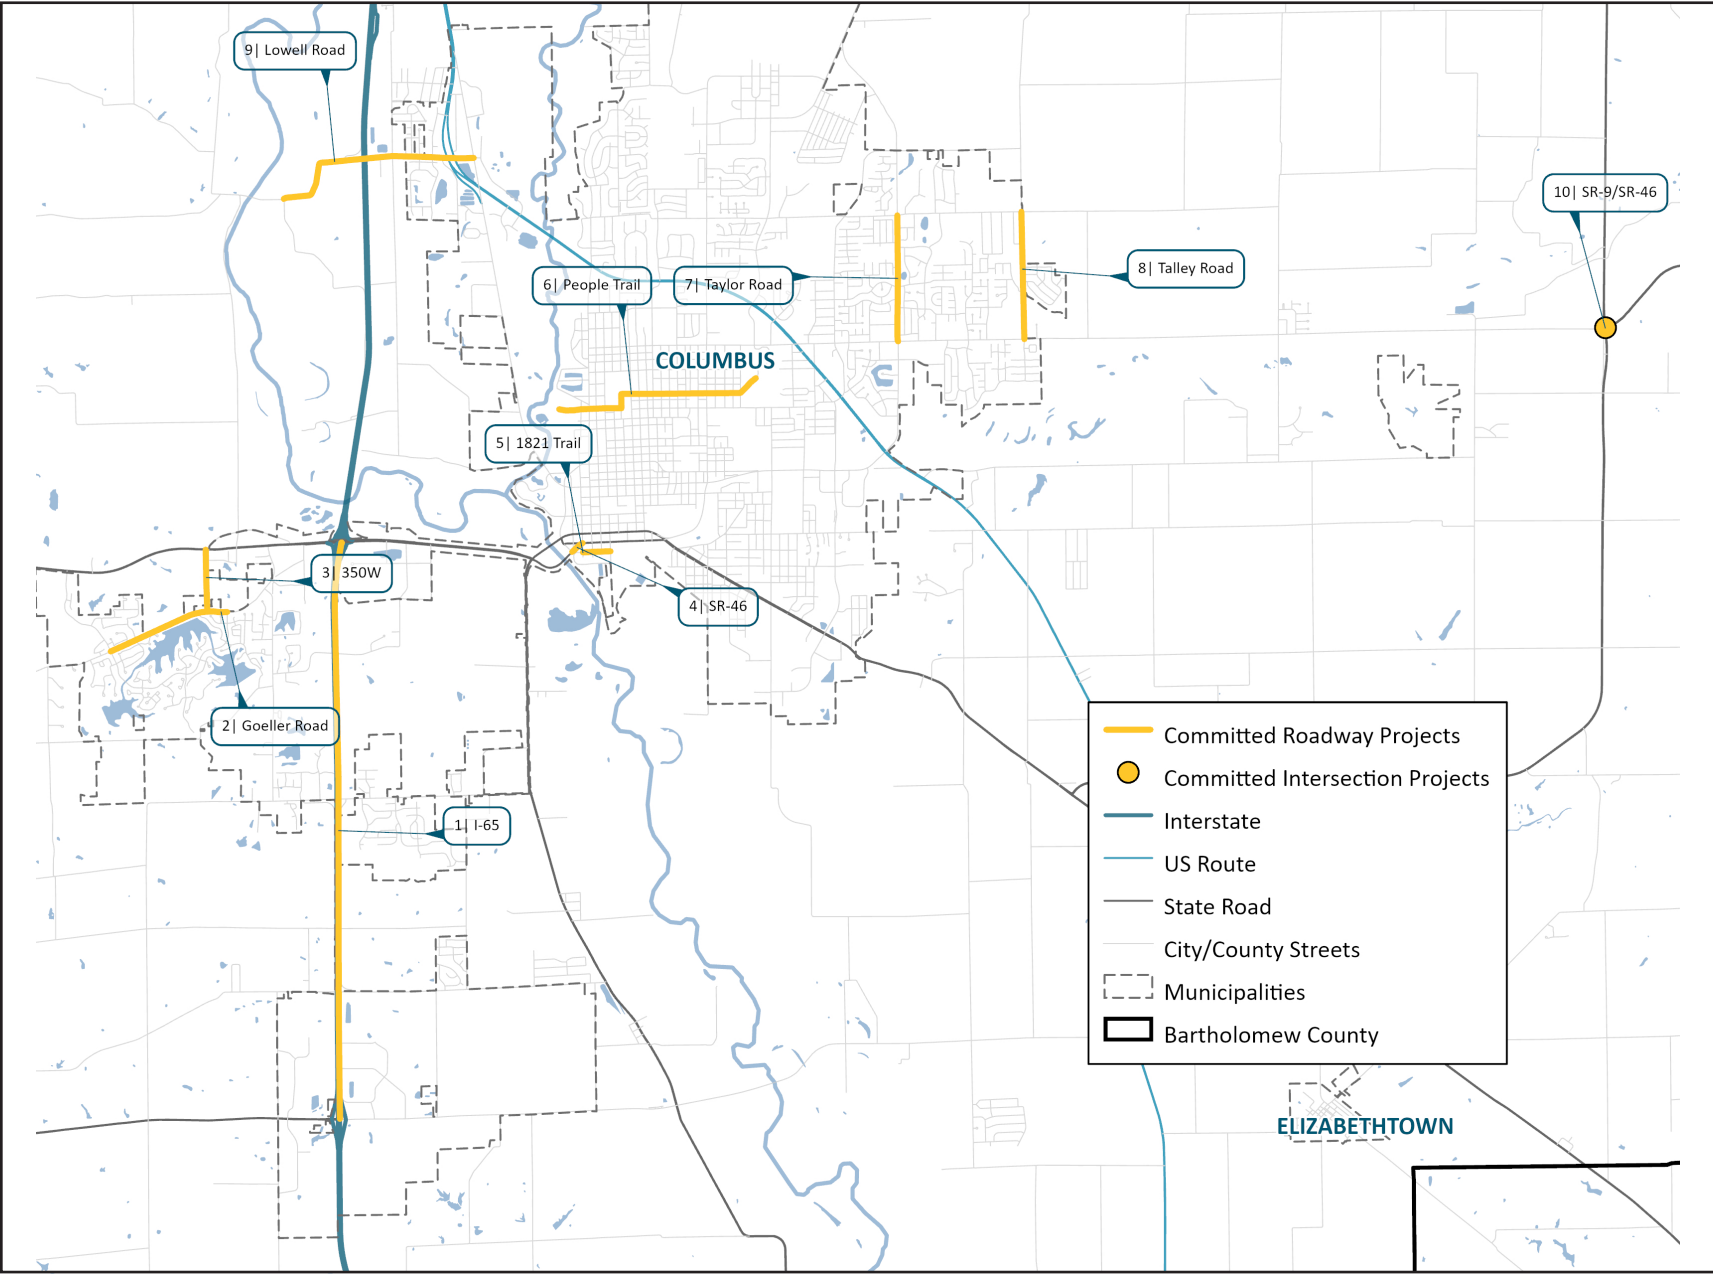 9| Lowell Road
10| SR-9/SR-46
8| Talley Road
6| People Trail
7| Taylor Road
COLUMBUS
5| 1821 Trail
3| 350W
4| SR-46
2| Goeller Road
1| I-65
Committed Roadway Projects
Committed Intersection Projects
Interstate
US Route
State Road
City/County Streets
Municipalities
Bartholomew County
ELIZABETHTOWN